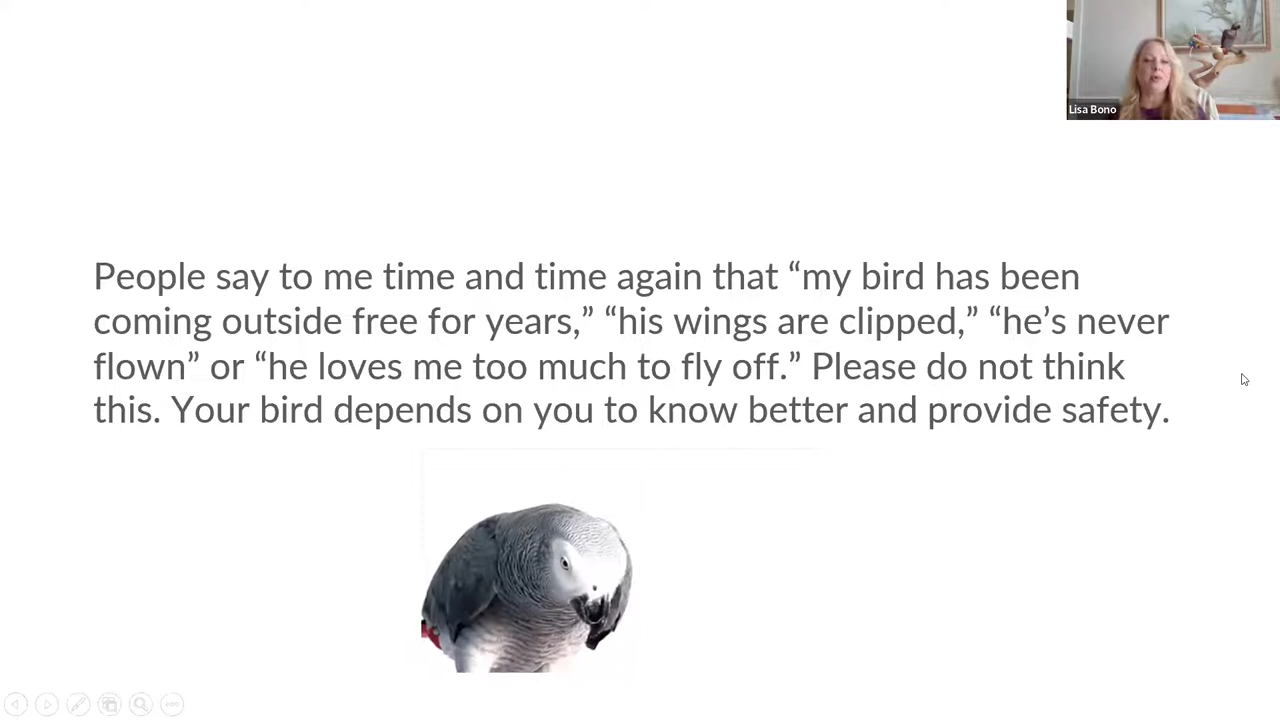 Lisa Bono
People say to me time and time again that “my bird has been
coming outside free for years,” “his wings are clipped,” “he’s never
flown” or “he loves me too much to fly off.” Please do not think
this. Your bird depends on you to know better and provide safety.